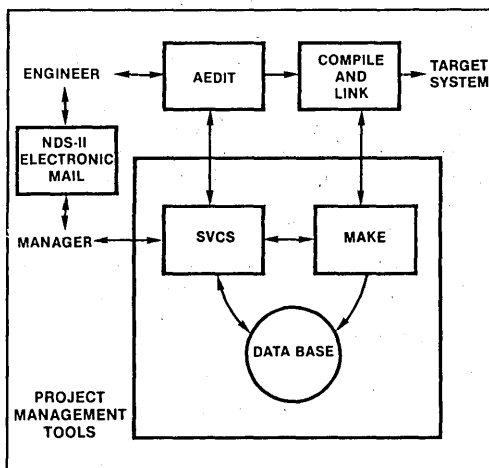 ENGINEER
AEDIT
COMPILE
AND
LINK
TARGET
SYSTEM
NDS-II
ELECTRONIC
MAIL
MANAGER
SVCS
MAKE
DATA BASE
PROJECT
MANAGEMENT
TOOLS